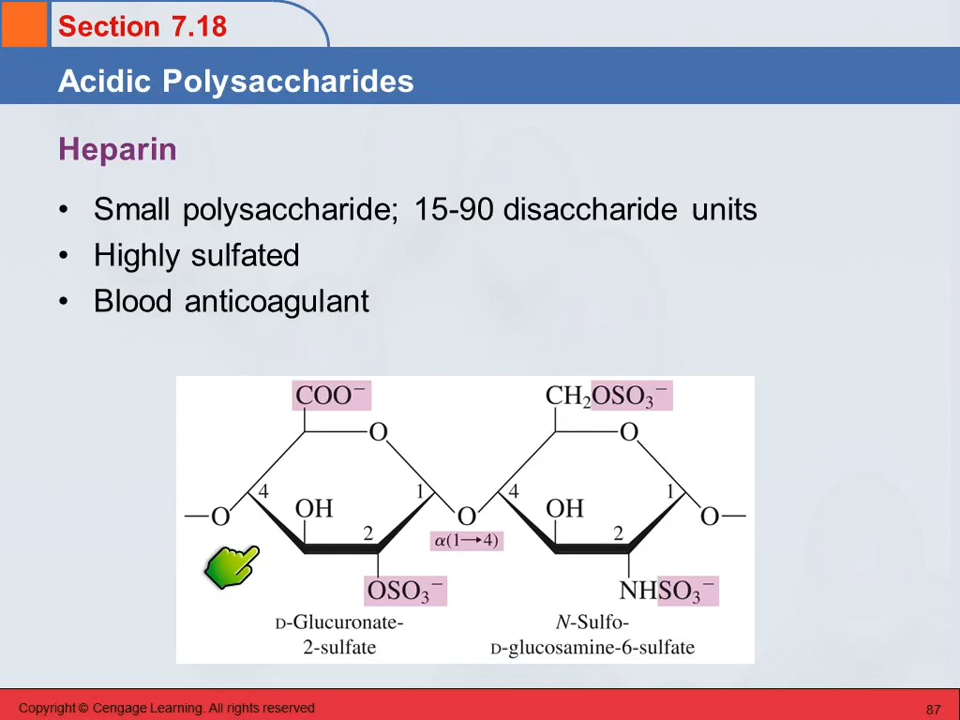 Section 7.18
Acidic Polysaccharides
Heparin
• Small polysaccharide; 15-90 disaccharide units
• Highly sulfated
• Blood anticoagulant
COO⁻ CH₂OSO₃⁻
O O
4 1 4 1
OH OH
—O O O—
2 α(1→4) 2
OSO₃⁻ NHSO₃⁻
D-Glucuronate- N-Sulfo-
2-sulfate D-glucosamine-6-sulfate
Copyright © Cengage Learning. All rights reserved 87